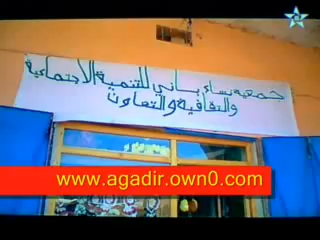 جمعية نساء باني للتنمية الاجتماعية
والثقافية والتعاون
www.agadir.own0.com